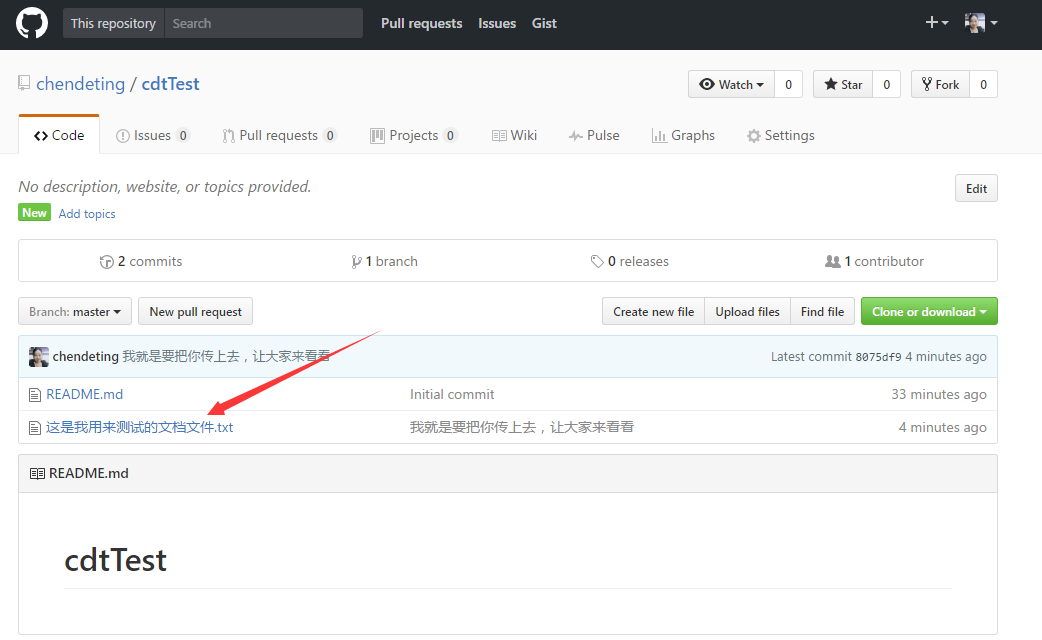 This repository Search Pull requests Issues Gist
chendeting / cdtTest Watch 0 Star 0 Fork 0
Code Issues 0 Pull requests 0 Projects 0 Wiki Pulse Graphs Settings
No description, website, or topics provided. Edit
New Add topics
2 commits 1 branch 0 releases 1 contributor
Branch: master New pull request Create new file Upload files Find file Clone or download
chendeting 我就是要把你传上去，让大家来看看 Latest commit 8075df9 4 minutes ago
README.md Initial commit 33 minutes ago
这是我用来测试的文档文件.txt 我就是要把你传上去，让大家来看看 4 minutes ago
README.md
cdtTest